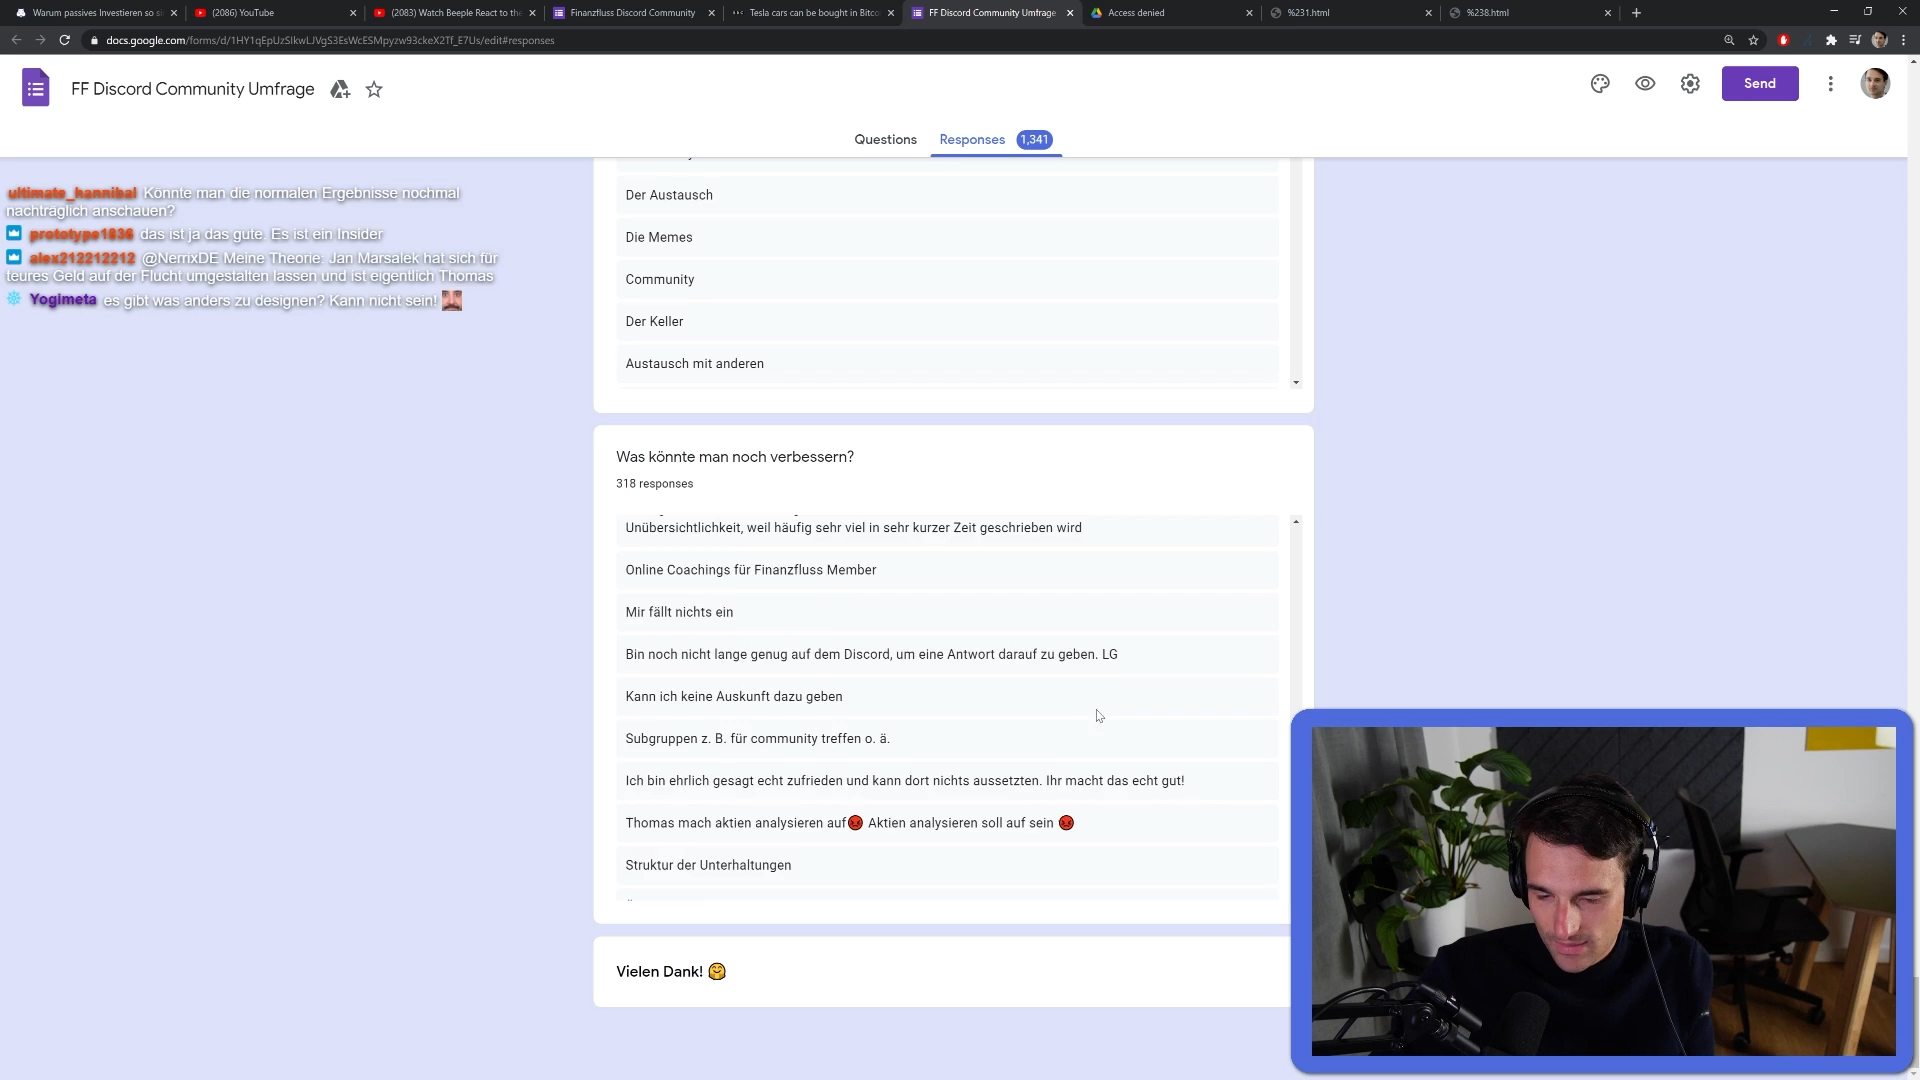 Warum passives Investieren so si
(2086) YouTube
(2083) Watch Beeple React to the
Finanzfluss Discord Community
Tesla cars can be bought in Bitco
FF Discord Community Umfrage
Access denied
%231.html
%238.html
docs.google.com/forms/d/1HY1qEpUzSlkwLJVgS3EsWcESMpyzw93ckeX2Tf_E7Us/edit#responses
FF Discord Community Umfrage
Send
Questions
Responses 1,341
ultimate_hannibal Könnte man die normalen Ergebnisse nochmal
nachträglich anschauen?
prototype1836 das ist ja das gute. Es ist ein Insider
alex212212212 @NerrixDE Meine Theorie: Jan Marsalek hat sich für
teures Geld auf der Flucht umgestalten lassen und ist eigentlich Thomas
Yogimeta es gibt was anders zu designen? Kann nicht sein!
Der Austausch
Die Memes
Community
Der Keller
Austausch mit anderen
Was könnte man noch verbessern?
318 responses
Unübersichtlichkeit, weil häufig sehr viel in sehr kurzer Zeit geschrieben wird
Online Coachings für Finanzfluss Member
Mir fällt nichts ein
Bin noch nicht lange genug auf dem Discord, um eine Antwort darauf zu geben. LG
Kann ich keine Auskunft dazu geben
Subgruppen z. B. für community treffen o. ä.
Ich bin ehrlich gesagt echt zufrieden und kann dort nichts aussetzten. Ihr macht das echt gut!
Thomas mach aktien analysieren auf😡 Aktien analysieren soll auf sein 😡
Struktur der Unterhaltungen
Vielen Dank! 🤗